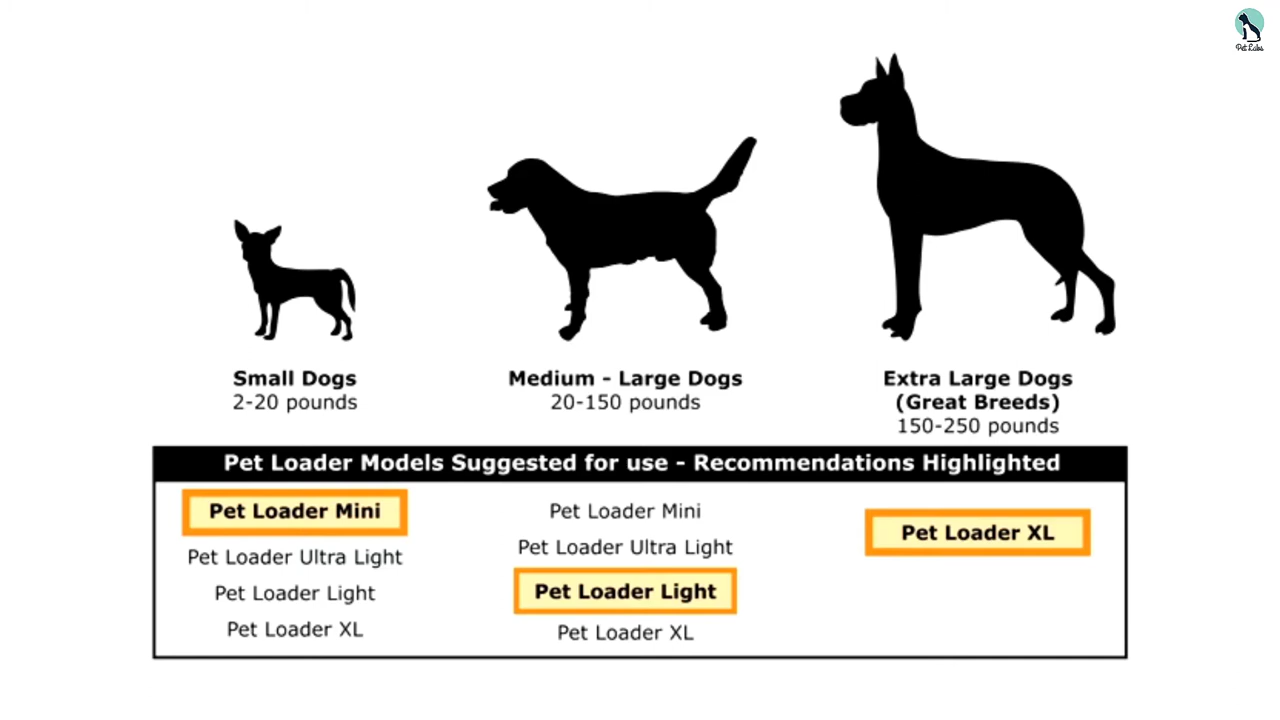 Pet Labs
Small Dogs
2-20 pounds
Medium - Large Dogs
20-150 pounds
Extra Large Dogs
(Great Breeds)
150-250 pounds
Pet Loader Models Suggested for use - Recommendations Highlighted
Pet Loader Mini
Pet Loader Ultra Light
Pet Loader Light
Pet Loader XL
Pet Loader Mini
Pet Loader Ultra Light
Pet Loader Light
Pet Loader XL
Pet Loader XL